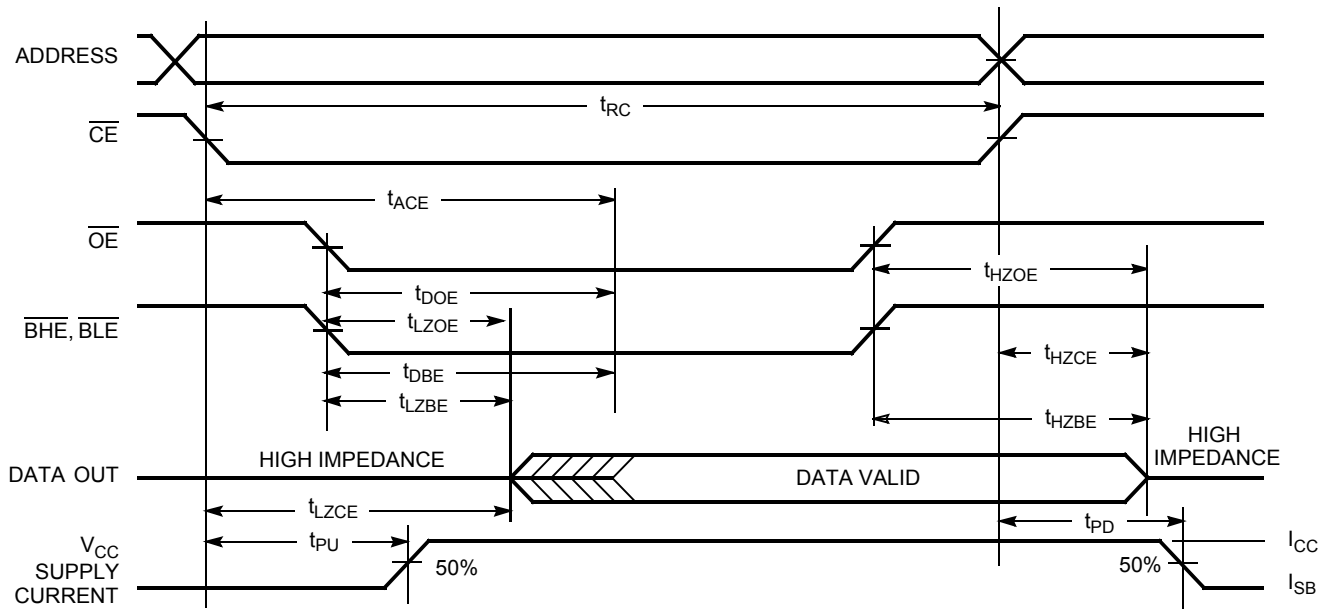 ADDRESS
tRC
CE
tACE
OE
tHZOE
tDOE
BHE, BLE
tLZOE
tHZCE
tDBE
tLZBE
tHZBE
HIGH
IMPEDANCE
HIGH IMPEDANCE
DATA OUT
DATA VALID
tLZCE
tPD
VCC
SUPPLY
CURRENT
tPU
50%
50%
ICC
ISB